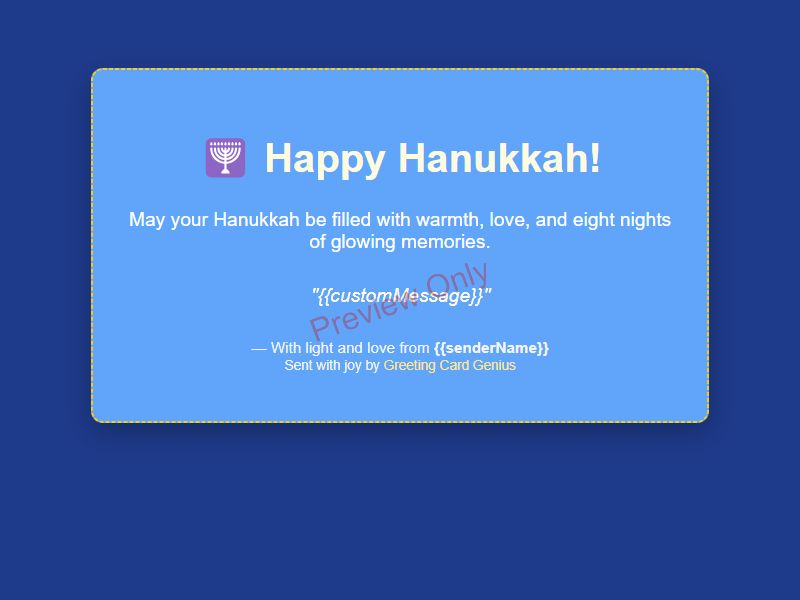 Happy Hanukkah!
May your Hanukkah be filled with warmth, love, and eight nights
of glowing memories.
"{{customMessage}}"
Preview Only
— With light and love from {{senderName}}
Sent with joy by Greeting Card Genius